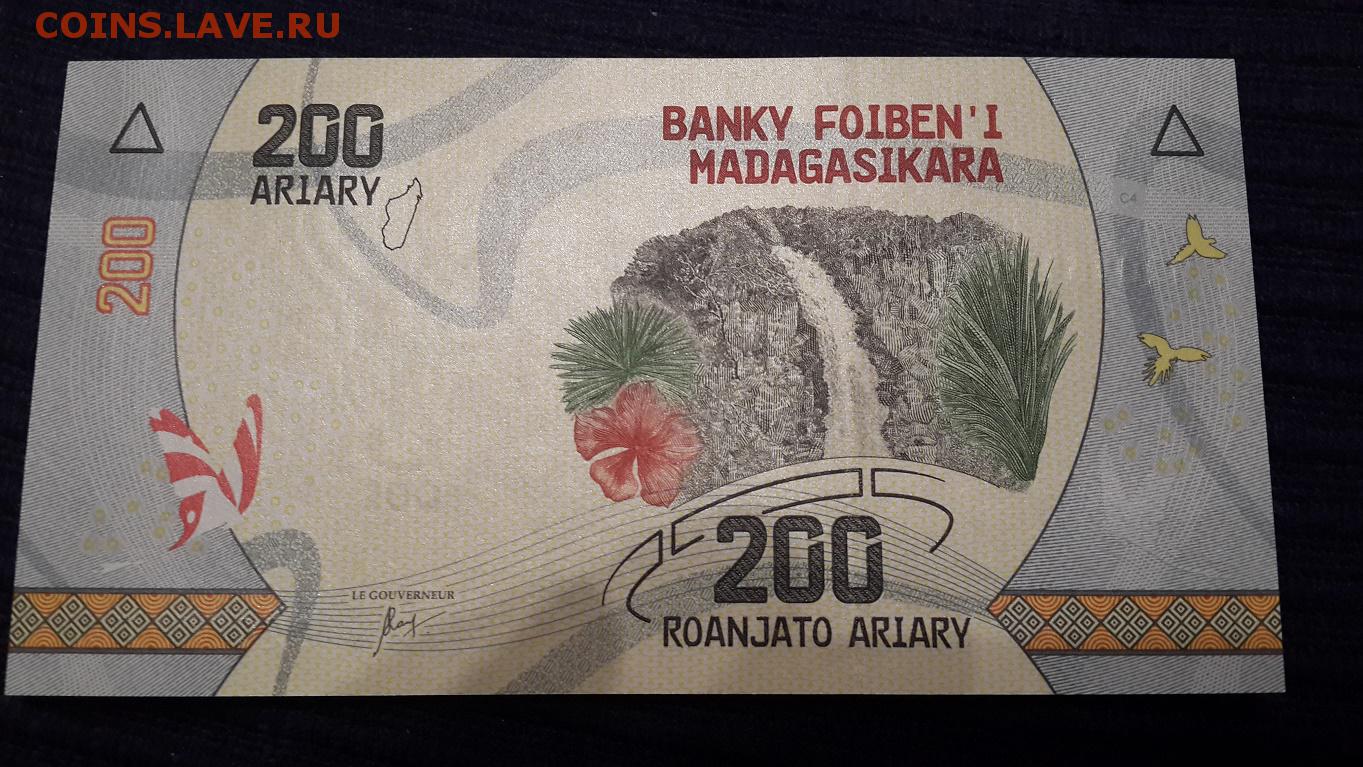 COINS.LAVE.RU
200
ARIARY
BANKY FOIBEN'I
MADAGASIKARA
C4
200
LE GOUVERNEUR
200
ROANJATO ARIARY